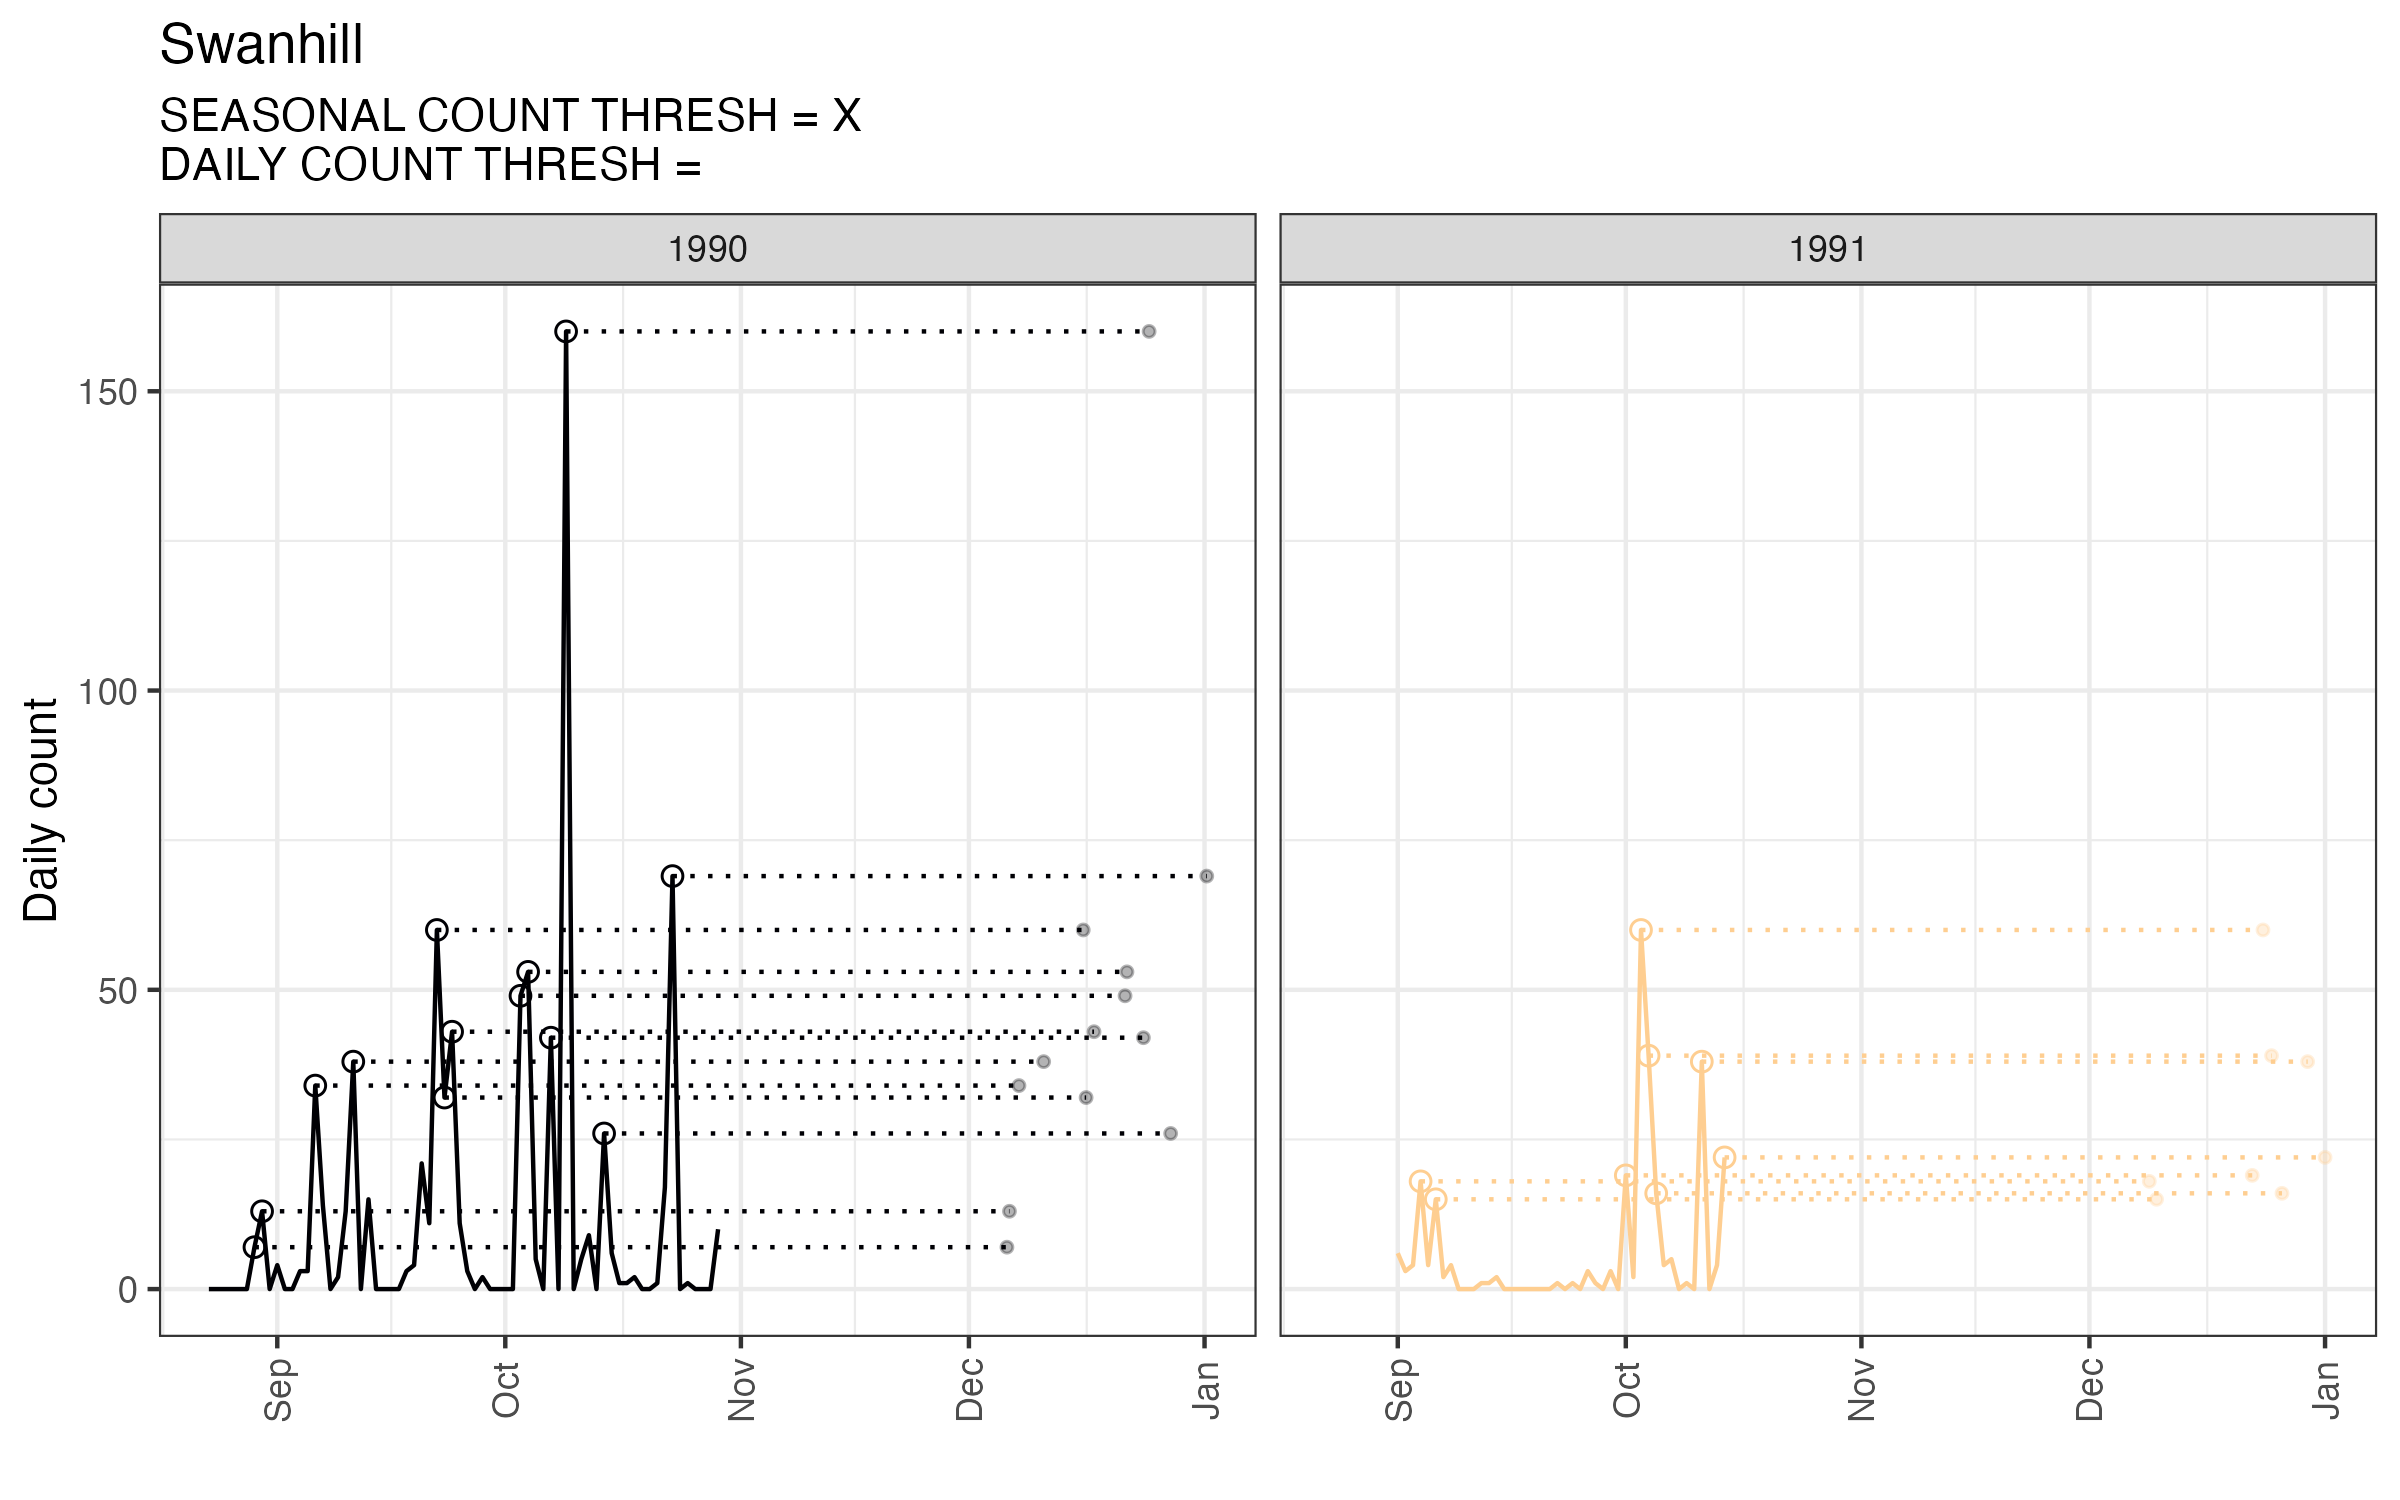 Swanhill
SEASONAL COUNT THRESH = X
DAILY COUNT THRESH =
1990
1991
150
100
50
0
Daily count
Sep
Oct
Nov
Dec
Jan
Sep
Oct
Nov
Dec
Jan